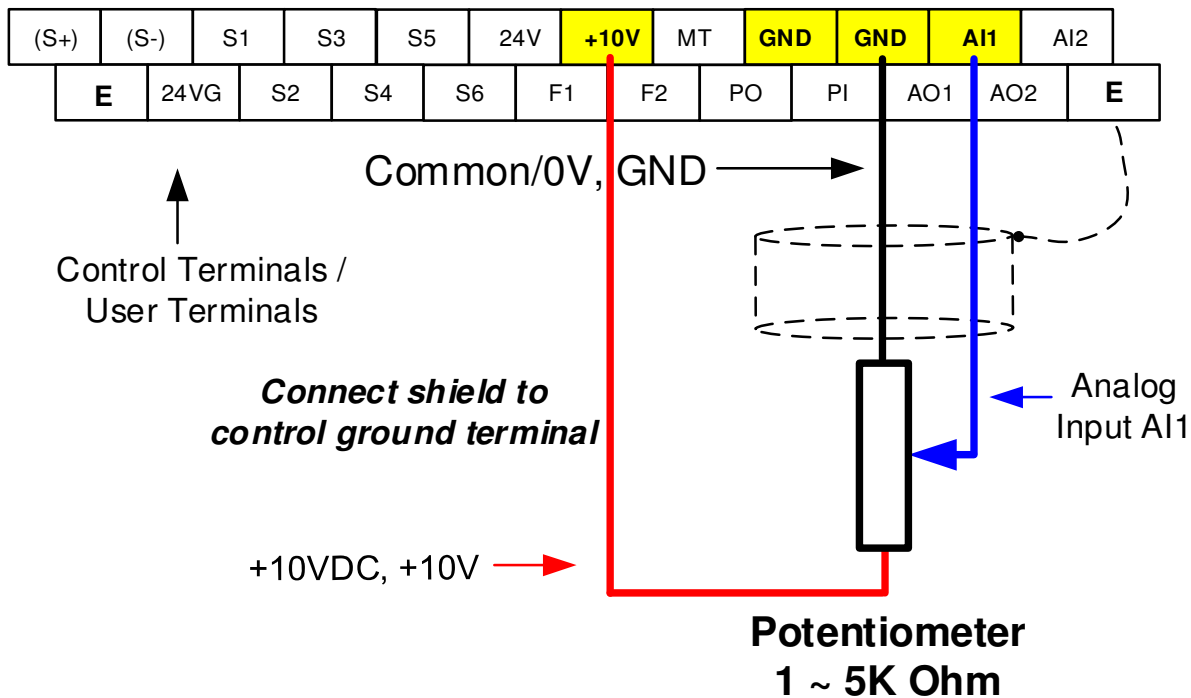 (S+) (S-) S1 S3 S5 24V +10V MT GND GND AI1 AI2
E 24VG S2 S4 S6 F1 F2 PO PI AO1 AO2 E
Common/0V, GND
Control Terminals /
User Terminals
Connect shield to
control ground terminal
Analog
Input AI1
+10VDC, +10V
Potentiometer
1 ~ 5K Ohm